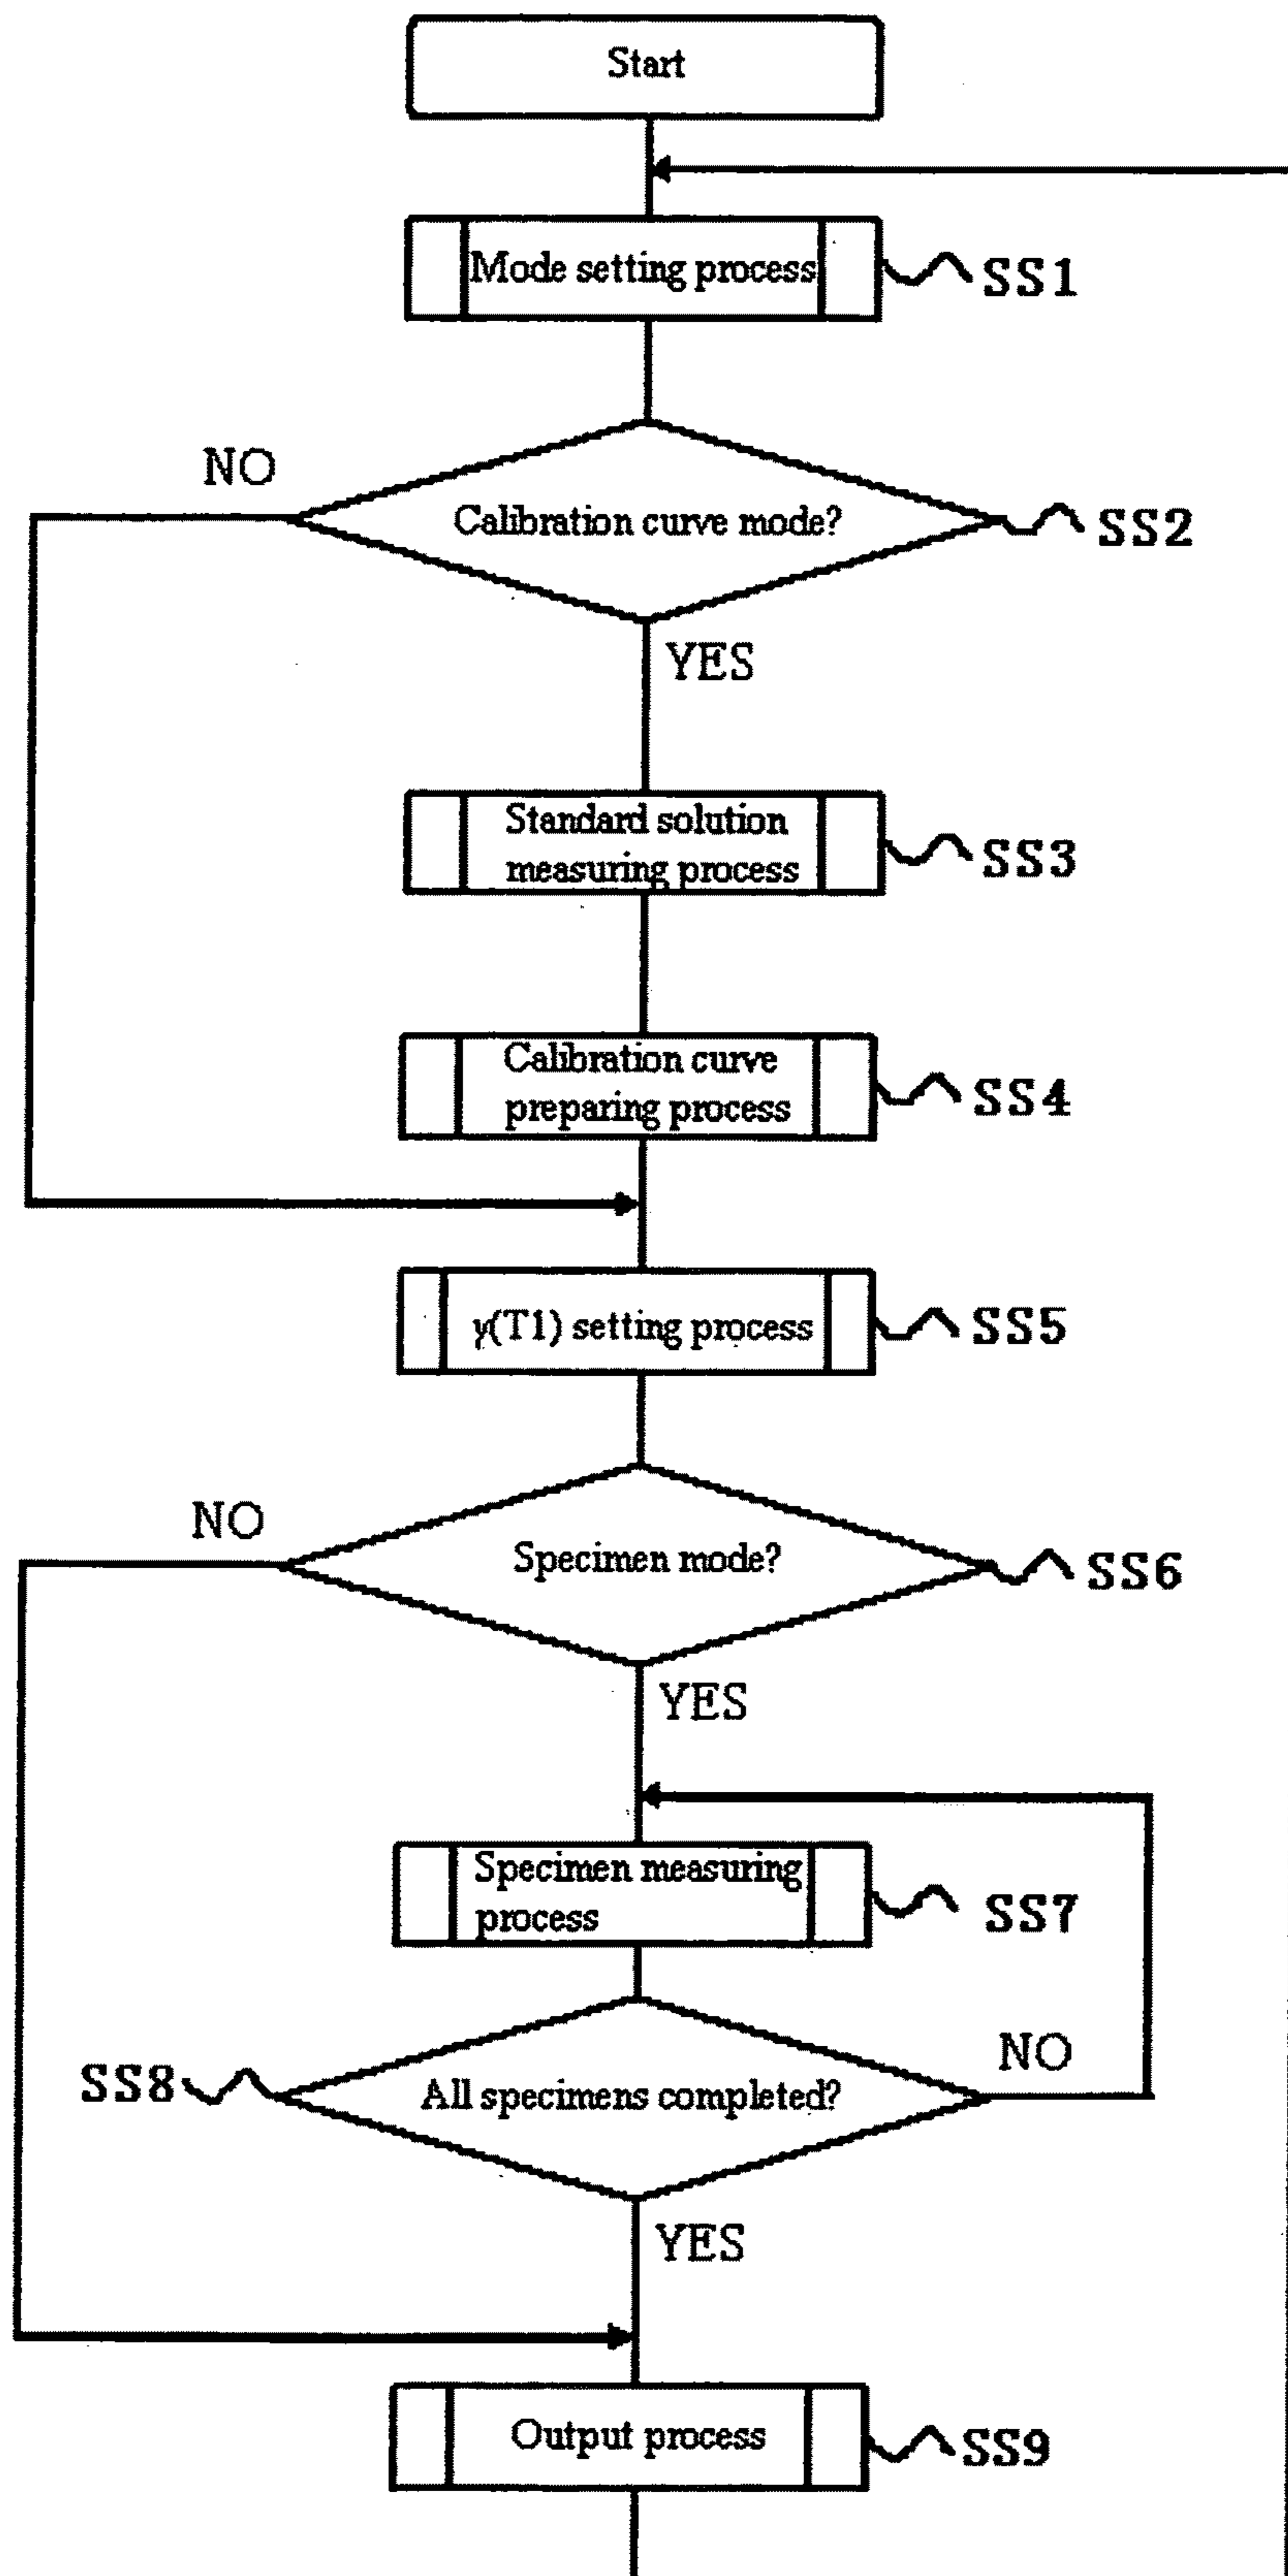 Start
Mode setting process
SS1
NO
Calibration curve mode?
SS2
YES
Standard solution
measuring process
SS3
Calibration curve
preparing process
SS4
γ(T1) setting process
SS5
NO
Specimen mode?
SS6
YES
Specimen measuring
process
SS7
NO
SS8
All specimens completed?
YES
Output process
SS9